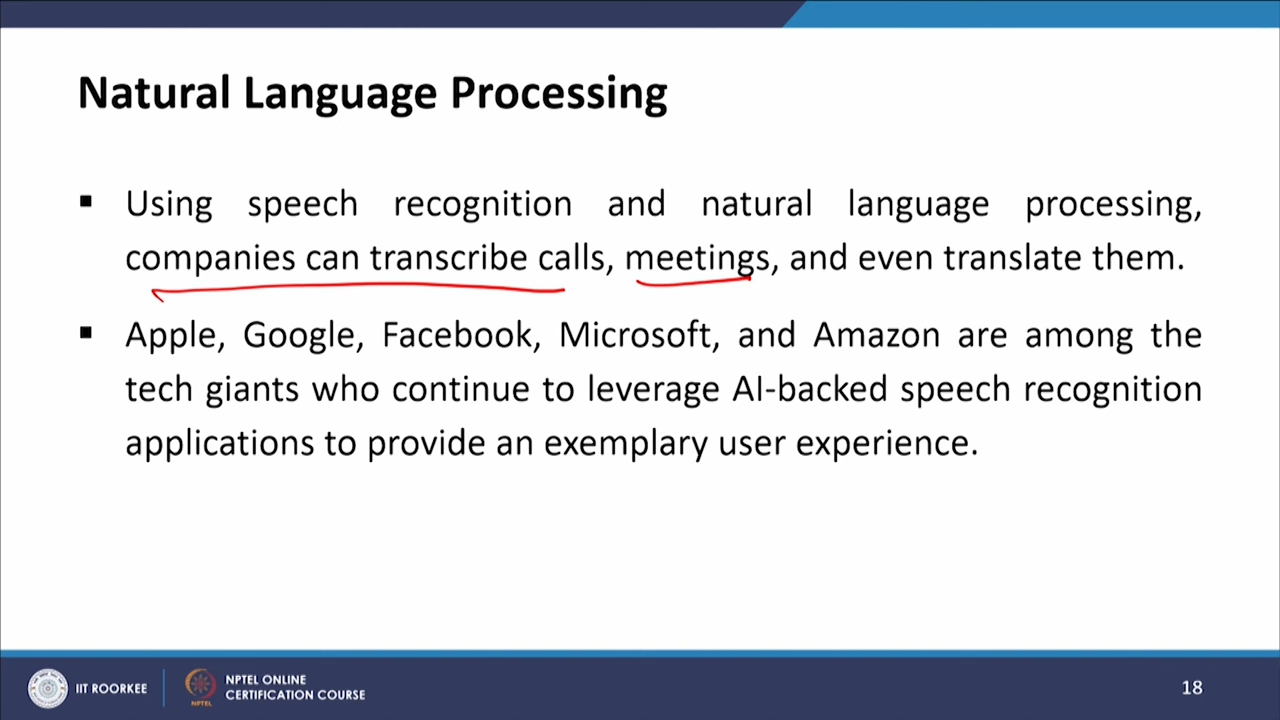 Natural Language Processing
▪ Using speech recognition and natural language processing,
companies can transcribe calls, meetings, and even translate them.
▪ Apple, Google, Facebook, Microsoft, and Amazon are among the
tech giants who continue to leverage AI-backed speech recognition
applications to provide an exemplary user experience.
IIT ROORKEE
NPTEL
NPTEL ONLINE
CERTIFICATION COURSE
18